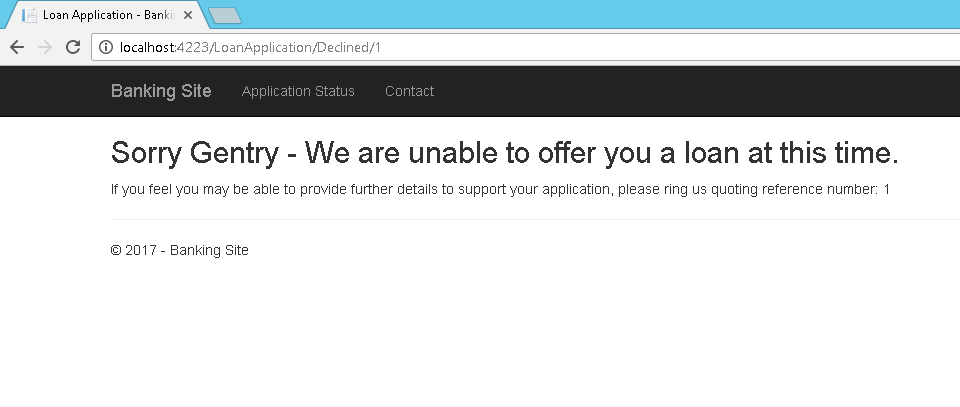 Loan Application - Banki
localhost:4223/LoanApplication/Declined/1
Banking Site Application Status Contact
Sorry Gentry - We are unable to offer you a loan at this time.
If you feel you may be able to provide further details to support your application, please ring us quoting reference number: 1
© 2017 - Banking Site